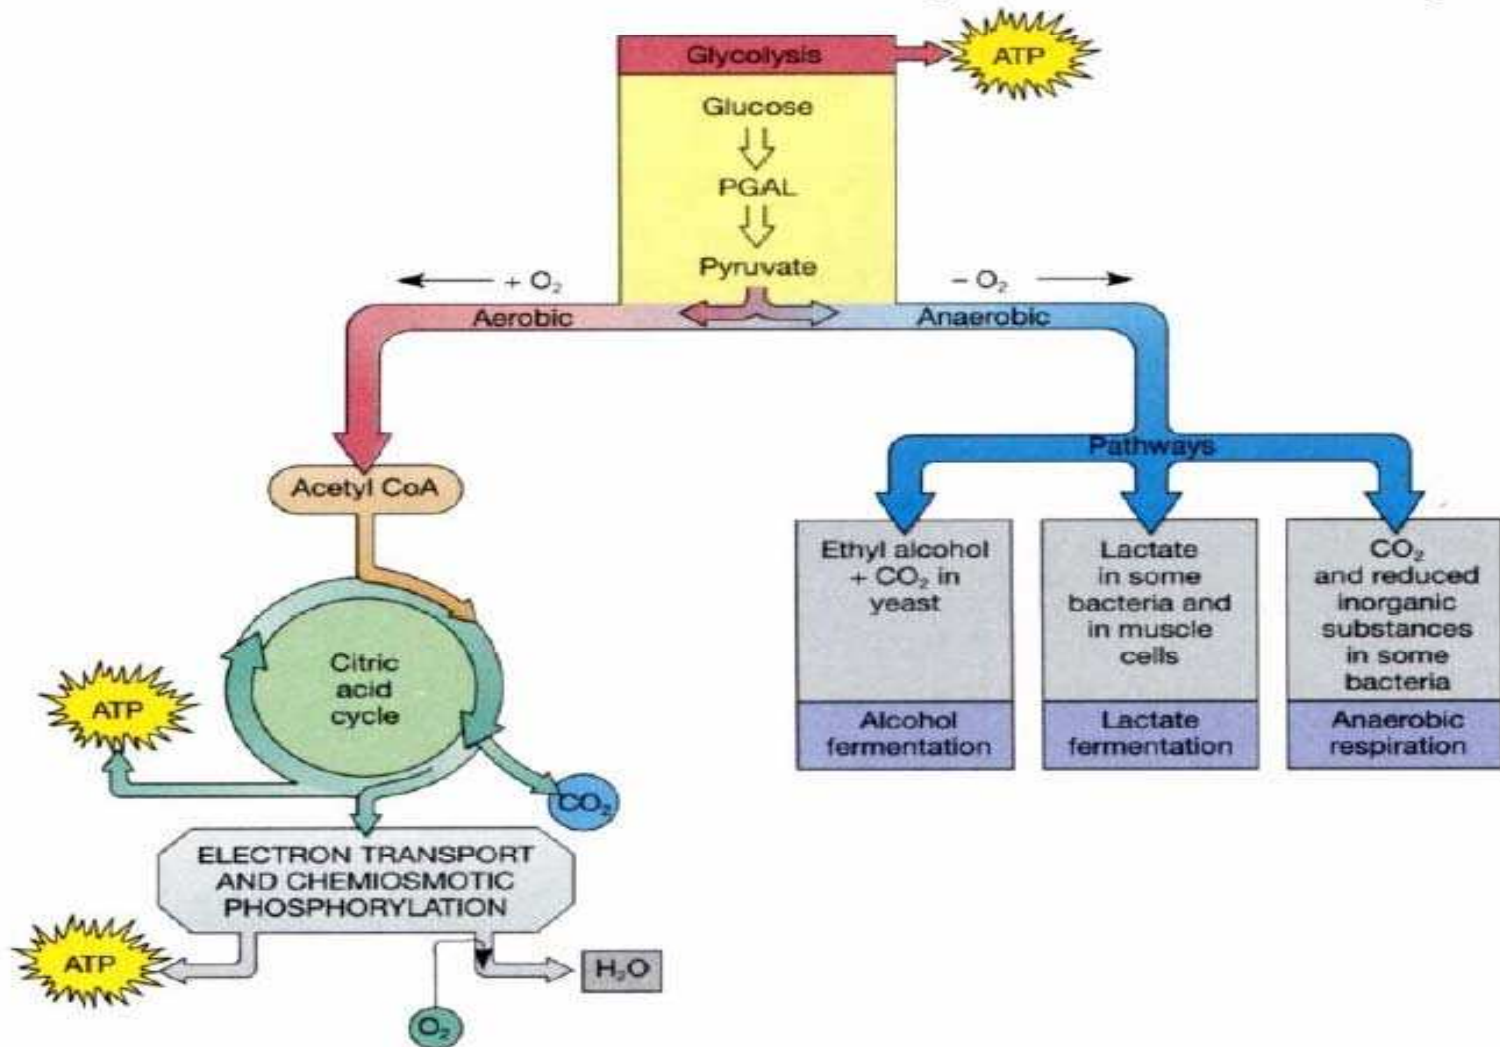 Glycolysis
ATP
Glucose
PGAL
Pyruvate
+ O₂
− O₂
Aerobic
Anaerobic
Pathways
Acetyl CoA
Ethyl alcohol
+ CO₂ in
yeast
Alcohol
fermentation
Lactate
in some
bacteria and
in muscle
cells
Lactate
fermentation
CO₂
and reduced
inorganic
substances
in some
bacteria
Anaerobic
respiration
Citric
acid
cycle
ATP
CO₂
ELECTRON TRANSPORT
AND CHEMIOSMOTIC
PHOSPHORYLATION
ATP
H₂O
O₂